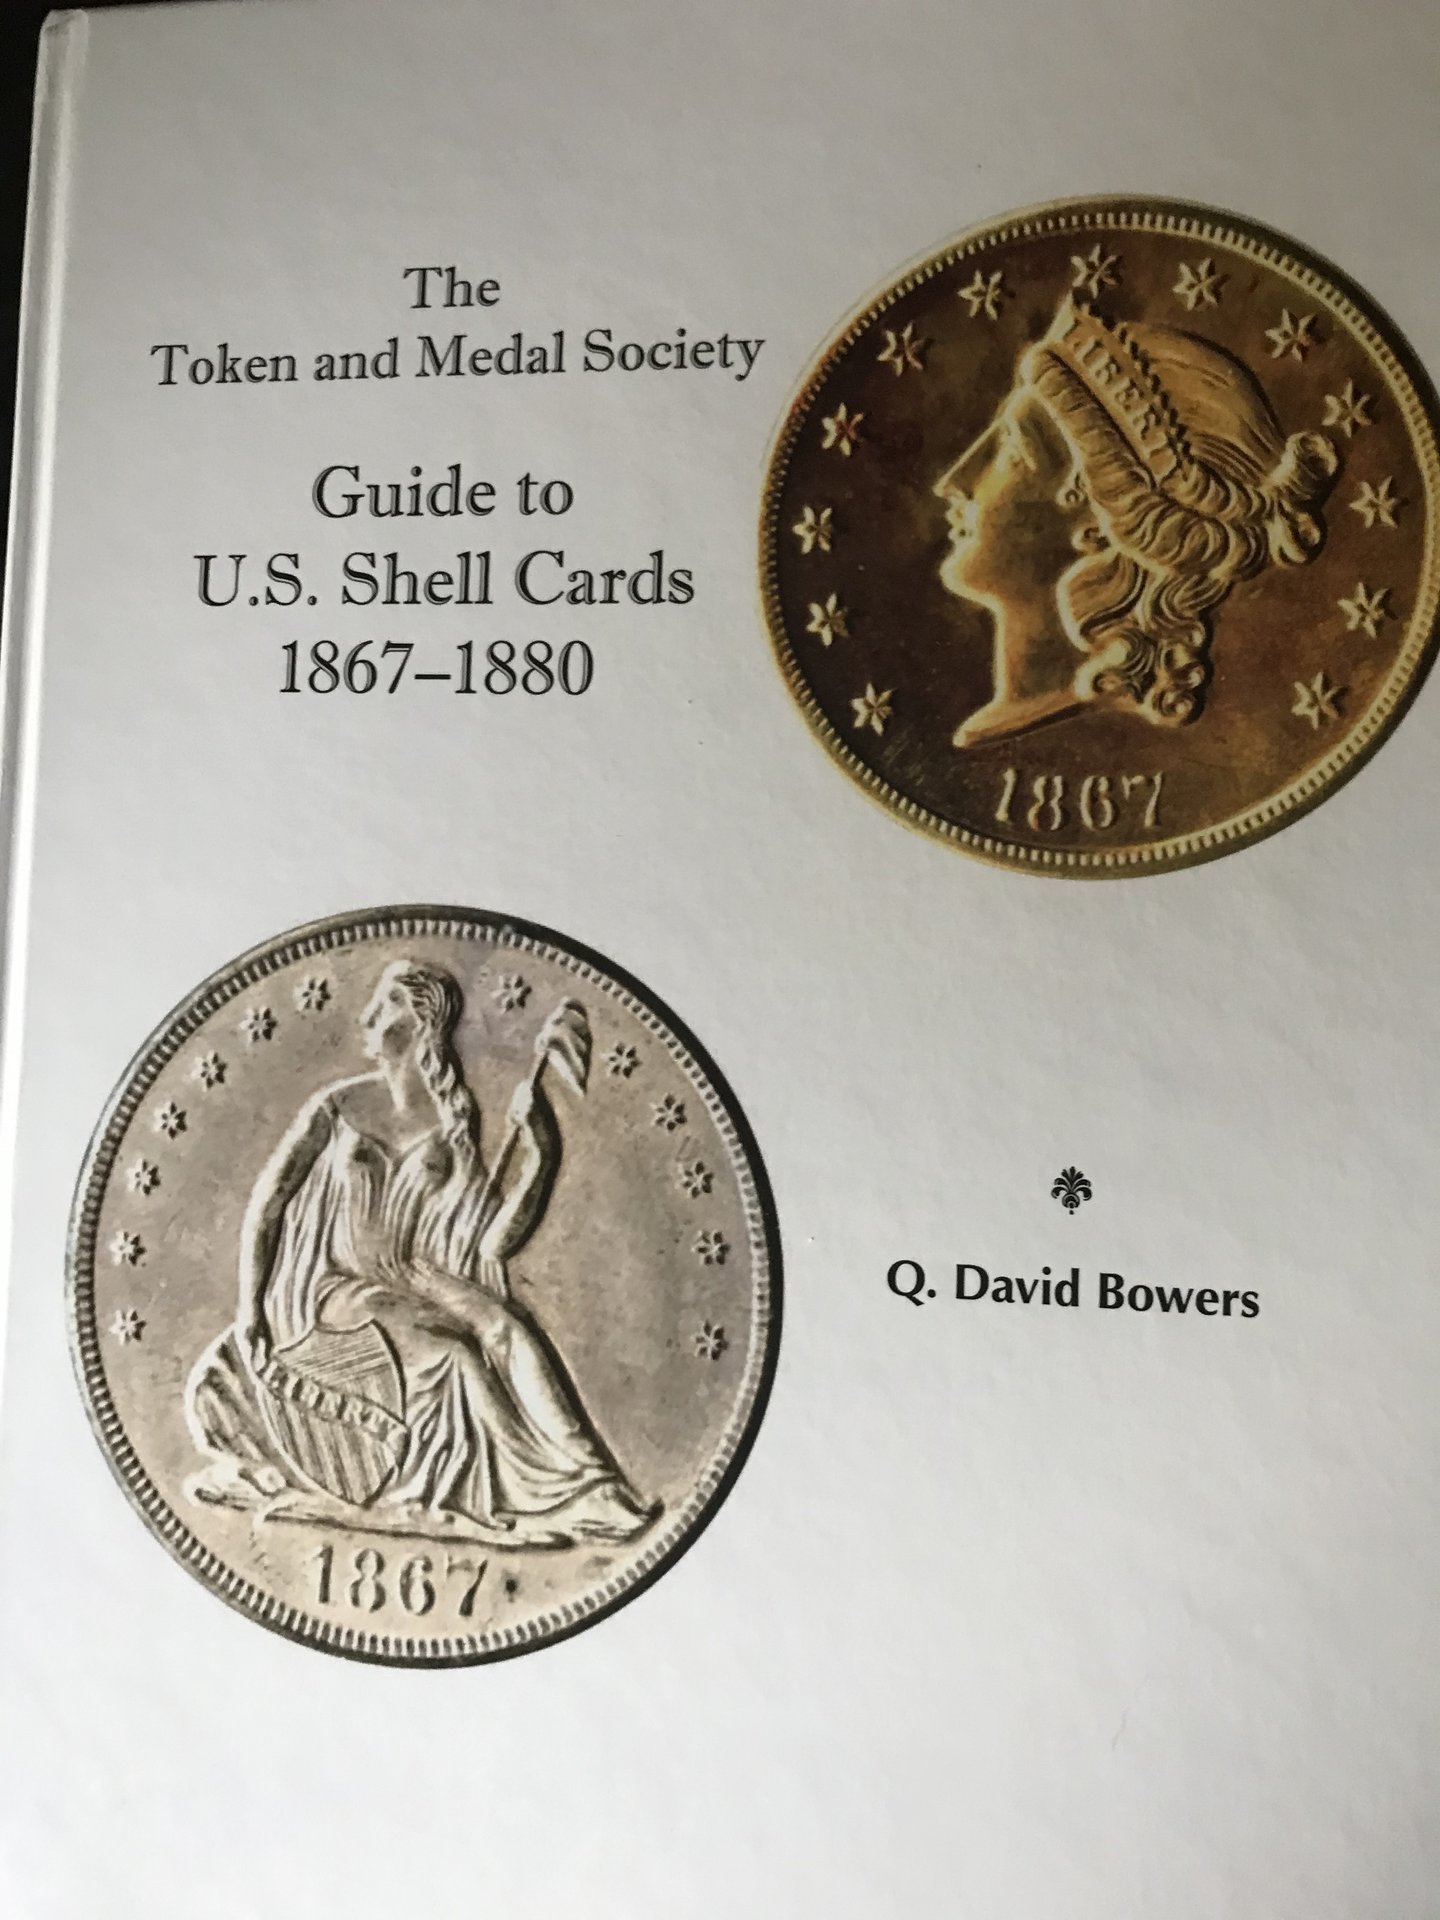 The
Token and Medal Society
Guide to
U.S. Shell Cards
1867–1880
LIBERTY
1867
LIBERTY
1867
Q. David Bowers